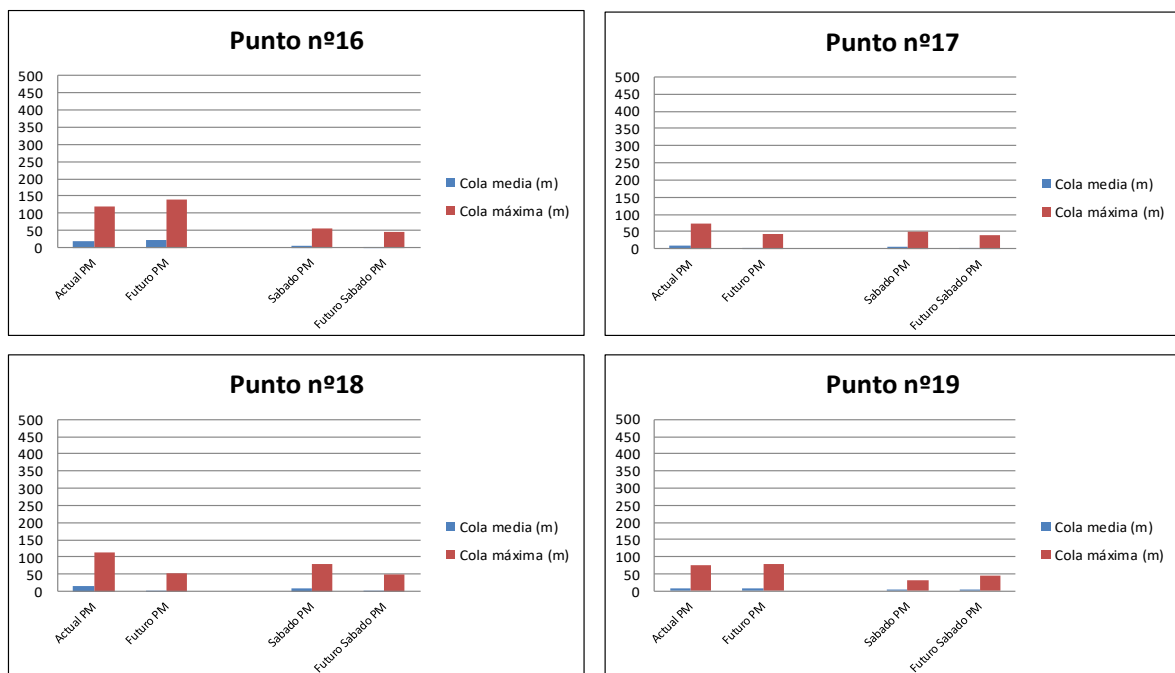 Punto nº16
500
450
400
350
300
250
200
150
100
50
0
Actual PM
Futuro PM
Sabado PM
Futuro Sabado PM
Cola media (m)
Cola máxima (m)
Punto nº17
500
450
400
350
300
250
200
150
100
50
0
Actual PM
Futuro PM
Sabado PM
Futuro Sabado PM
Cola media (m)
Cola máxima (m)
Punto nº18
500
450
400
350
300
250
200
150
100
50
0
Actual PM
Futuro PM
Sabado PM
Futuro Sabado PM
Cola media (m)
Cola máxima (m)
Punto nº19
500
450
400
350
300
250
200
150
100
50
0
Actual PM
Futuro PM
Sabado PM
Futuro Sabado PM
Cola media (m)
Cola máxima (m)